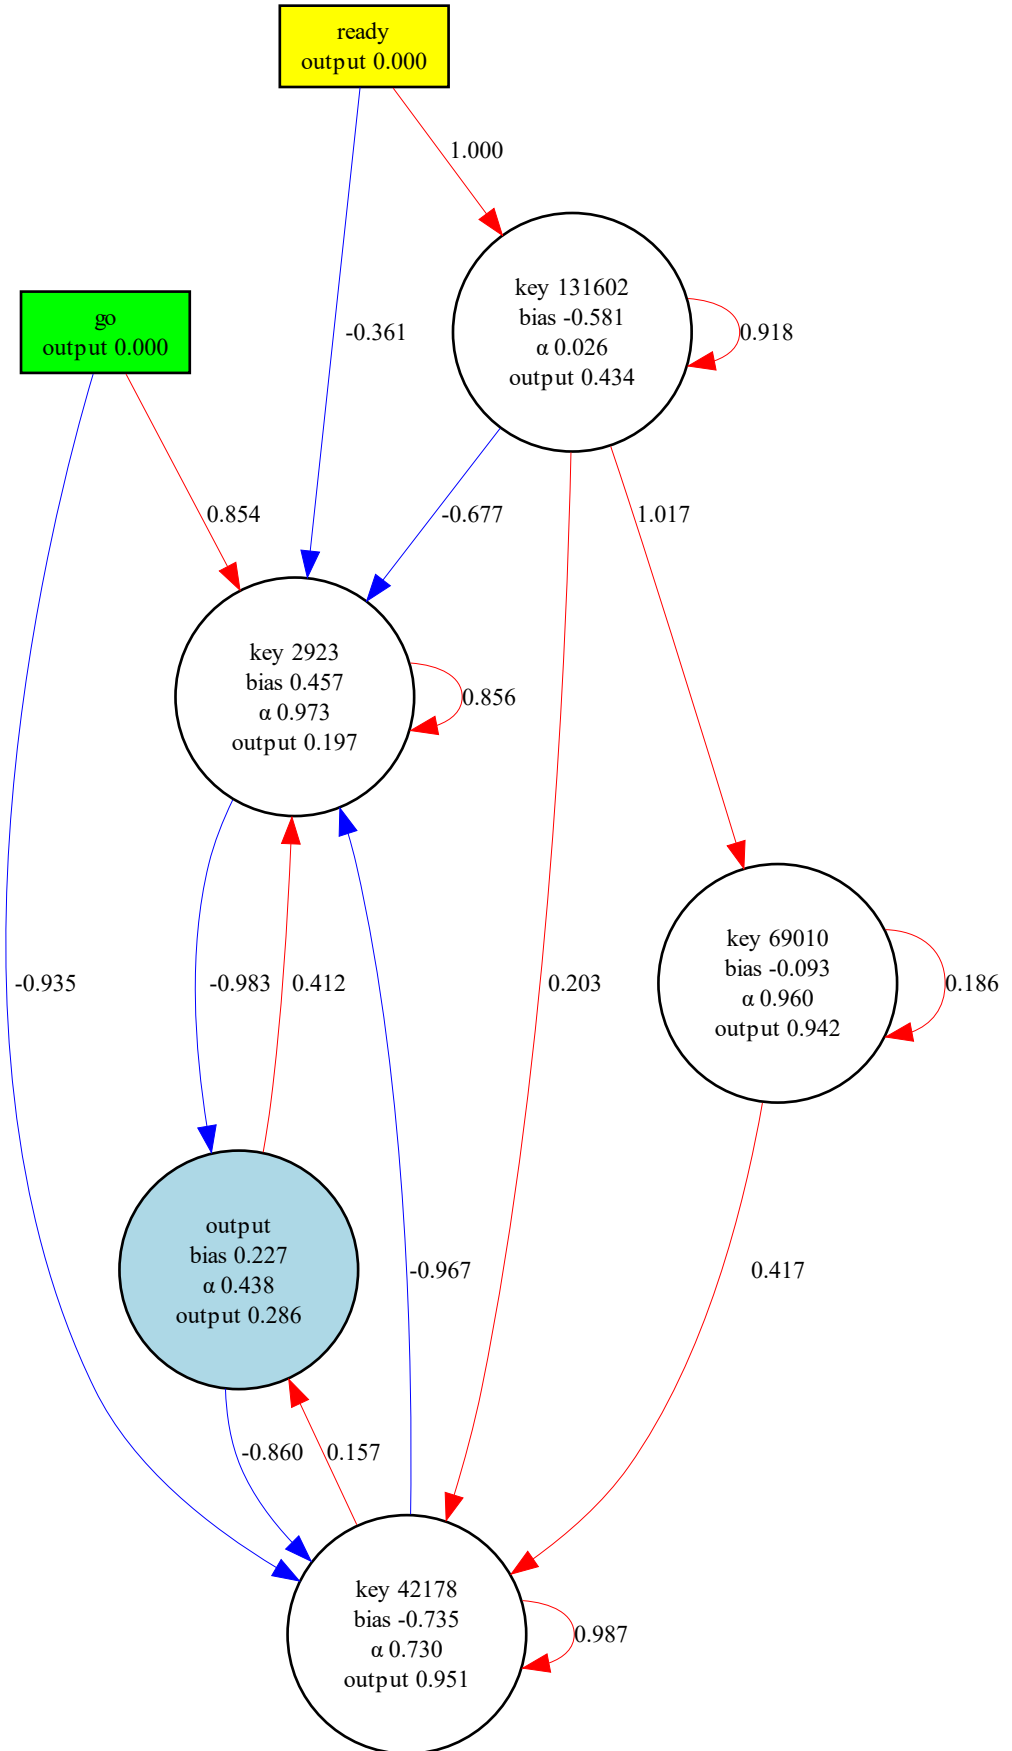 ready
output 0.000
1.000
key 131602
bias -0.581
α 0.026
output 0.434
0.918
go
output 0.000
-0.361
0.854
-0.677
1.017
key 2923
bias 0.457
α 0.973
output 0.197
0.856
key 69010
bias -0.093
α 0.960
output 0.942
0.186
-0.935
-0.983
0.412
0.203
output
bias 0.227
α 0.438
output 0.286
-0.967
0.417
-0.860
0.157
key 42178
bias -0.735
α 0.730
output 0.951
0.987